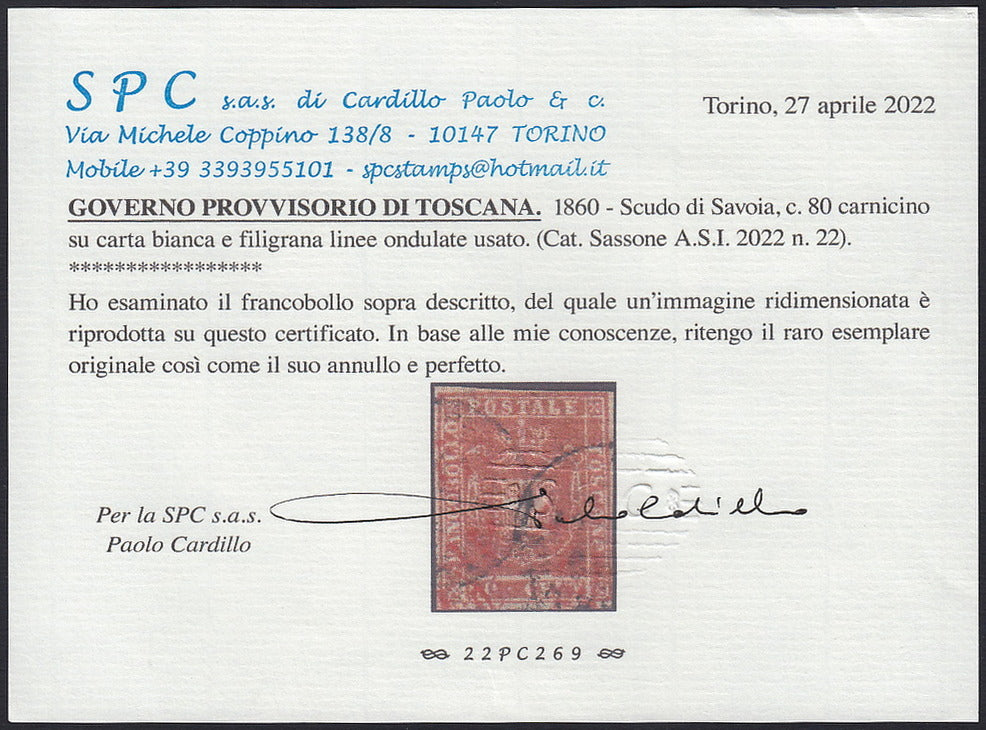 SPC s.a.s. di Cardillo Paolo & c.
Via Michele Coppino 138/8 - 10147 TORINO
Mobile +39 3393955101 - spcstamps@hotmail.it
Torino, 27 aprile 2022
GOVERNO PROVVISORIO DI TOSCANA. 1860 - Scudo di Savoia, c. 80 carnicino
su carta bianca e filigrana linee ondulate usato. (Cat. Sassone A.S.I. 2022 n. 22).
*****************
Ho esaminato il francobollo sopra descritto, del quale un'immagine ridimensionata è
riprodotta su questo certificato. In base alle mie conoscenze, ritengo il raro esemplare
originale così come il suo annullo e perfetto.
POSTALE
BOLLO
Per la SPC s.a.s.
Paolo Cardillo
22PC269